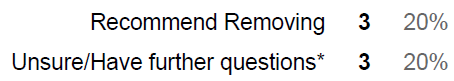 Recommend Removing 3 20%
Unsure/Have further questions* 3 20%